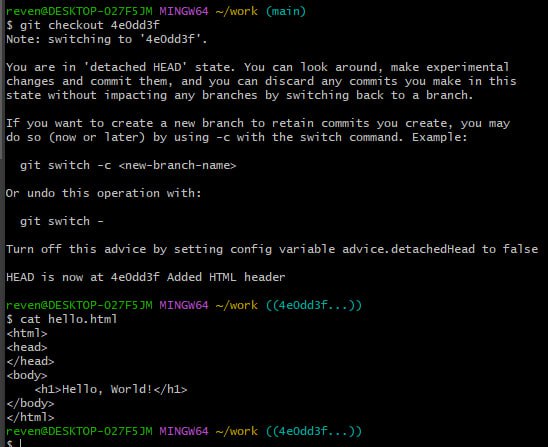 reven@DESKTOP-O27F5JM MINGW64 ~/work (main)
$ git checkout 4e0dd3f
Note: switching to '4e0dd3f'.

You are in 'detached HEAD' state. You can look around, make experimental
changes and commit them, and you can discard any commits you make in this
state without impacting any branches by switching back to a branch.

If you want to create a new branch to retain commits you create, you may
do so (now or later) by using -c with the switch command. Example:

  git switch -c <new-branch-name>

Or undo this operation with:

  git switch -

Turn off this advice by setting config variable advice.detachedHead to false

HEAD is now at 4e0dd3f Added HTML header

reven@DESKTOP-O27F5JM MINGW64 ~/work ((4e0dd3f...))
$ cat hello.html
<html>
<head>
</head>
<body>
    <h1>Hello, World!</h1>
</body>
</html>
reven@DESKTOP-O27F5JM MINGW64 ~/work ((4e0dd3f...))
$